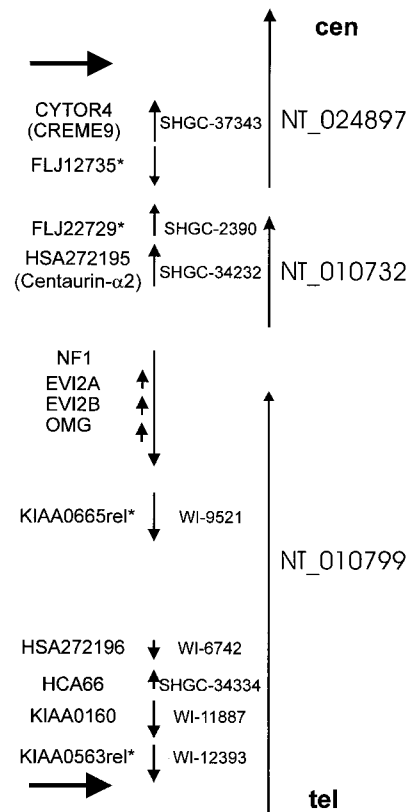 cen
CYTOR4 SHGC-37343 NT_024897
(CREME9)
FLJ12735*
FLJ22729* SHGC-2390
HSA272195 SHGC-34232 NT_010732
(Centaurin-α2)
NF1
EVI2A
EVI2B
OMG
KIAA0665rel* WI-9521
NT_010799
HSA272196 WI-6742
HCA66 SHGC-34334
KIAA0160 WI-11887
KIAA0563rel* WI-12393
tel